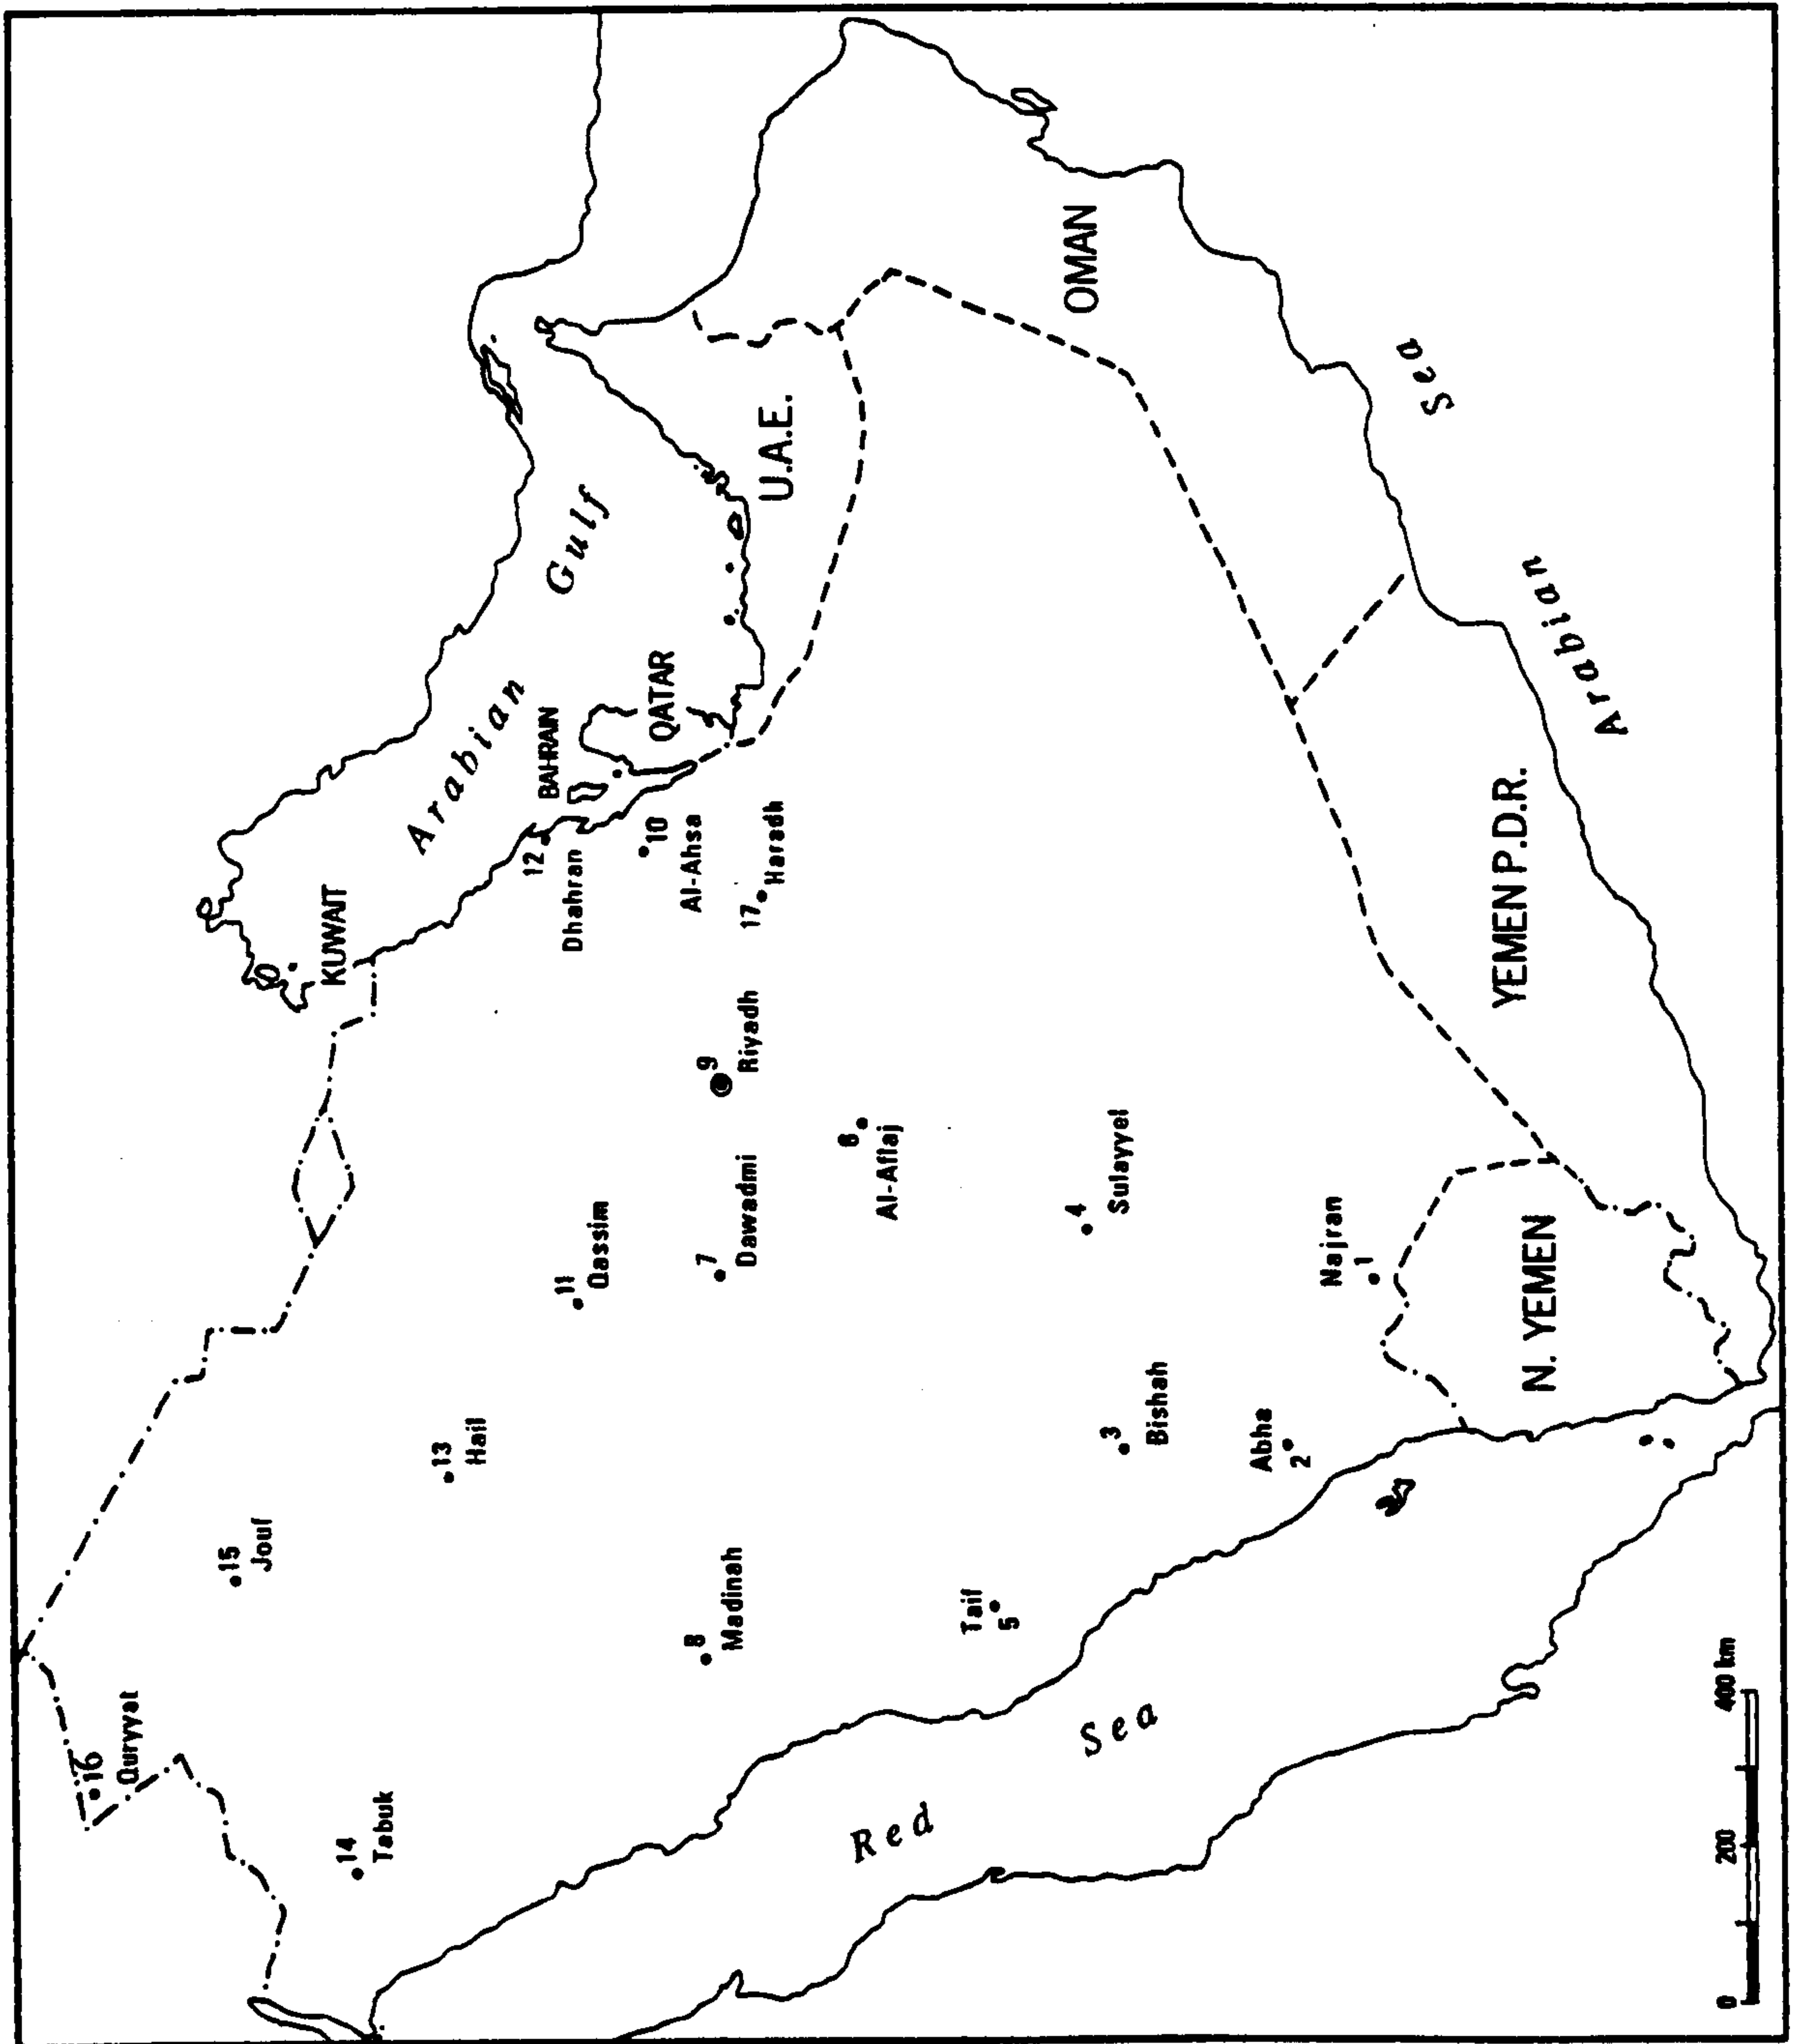 16
Quryyat
15
Jouf
14
Tabuk
13
Hail
KUWAIT
Arabian Gulf
12
Dhahran
BAHRAIN
QATAR
10
Al-Ahsa
17
Haradh
U.A.E.
OMAN
11
Qassim
8
Madinah
7
Dawadmi
9
Riyadh
6
Al-Aflaj
Taif
5
4
Sulayyel
3
Bishah
Abha
2
Najran
1
Red Sea
N. YEMEN
YEMEN P.D.R.
Arabian Sea
0 200 400 km